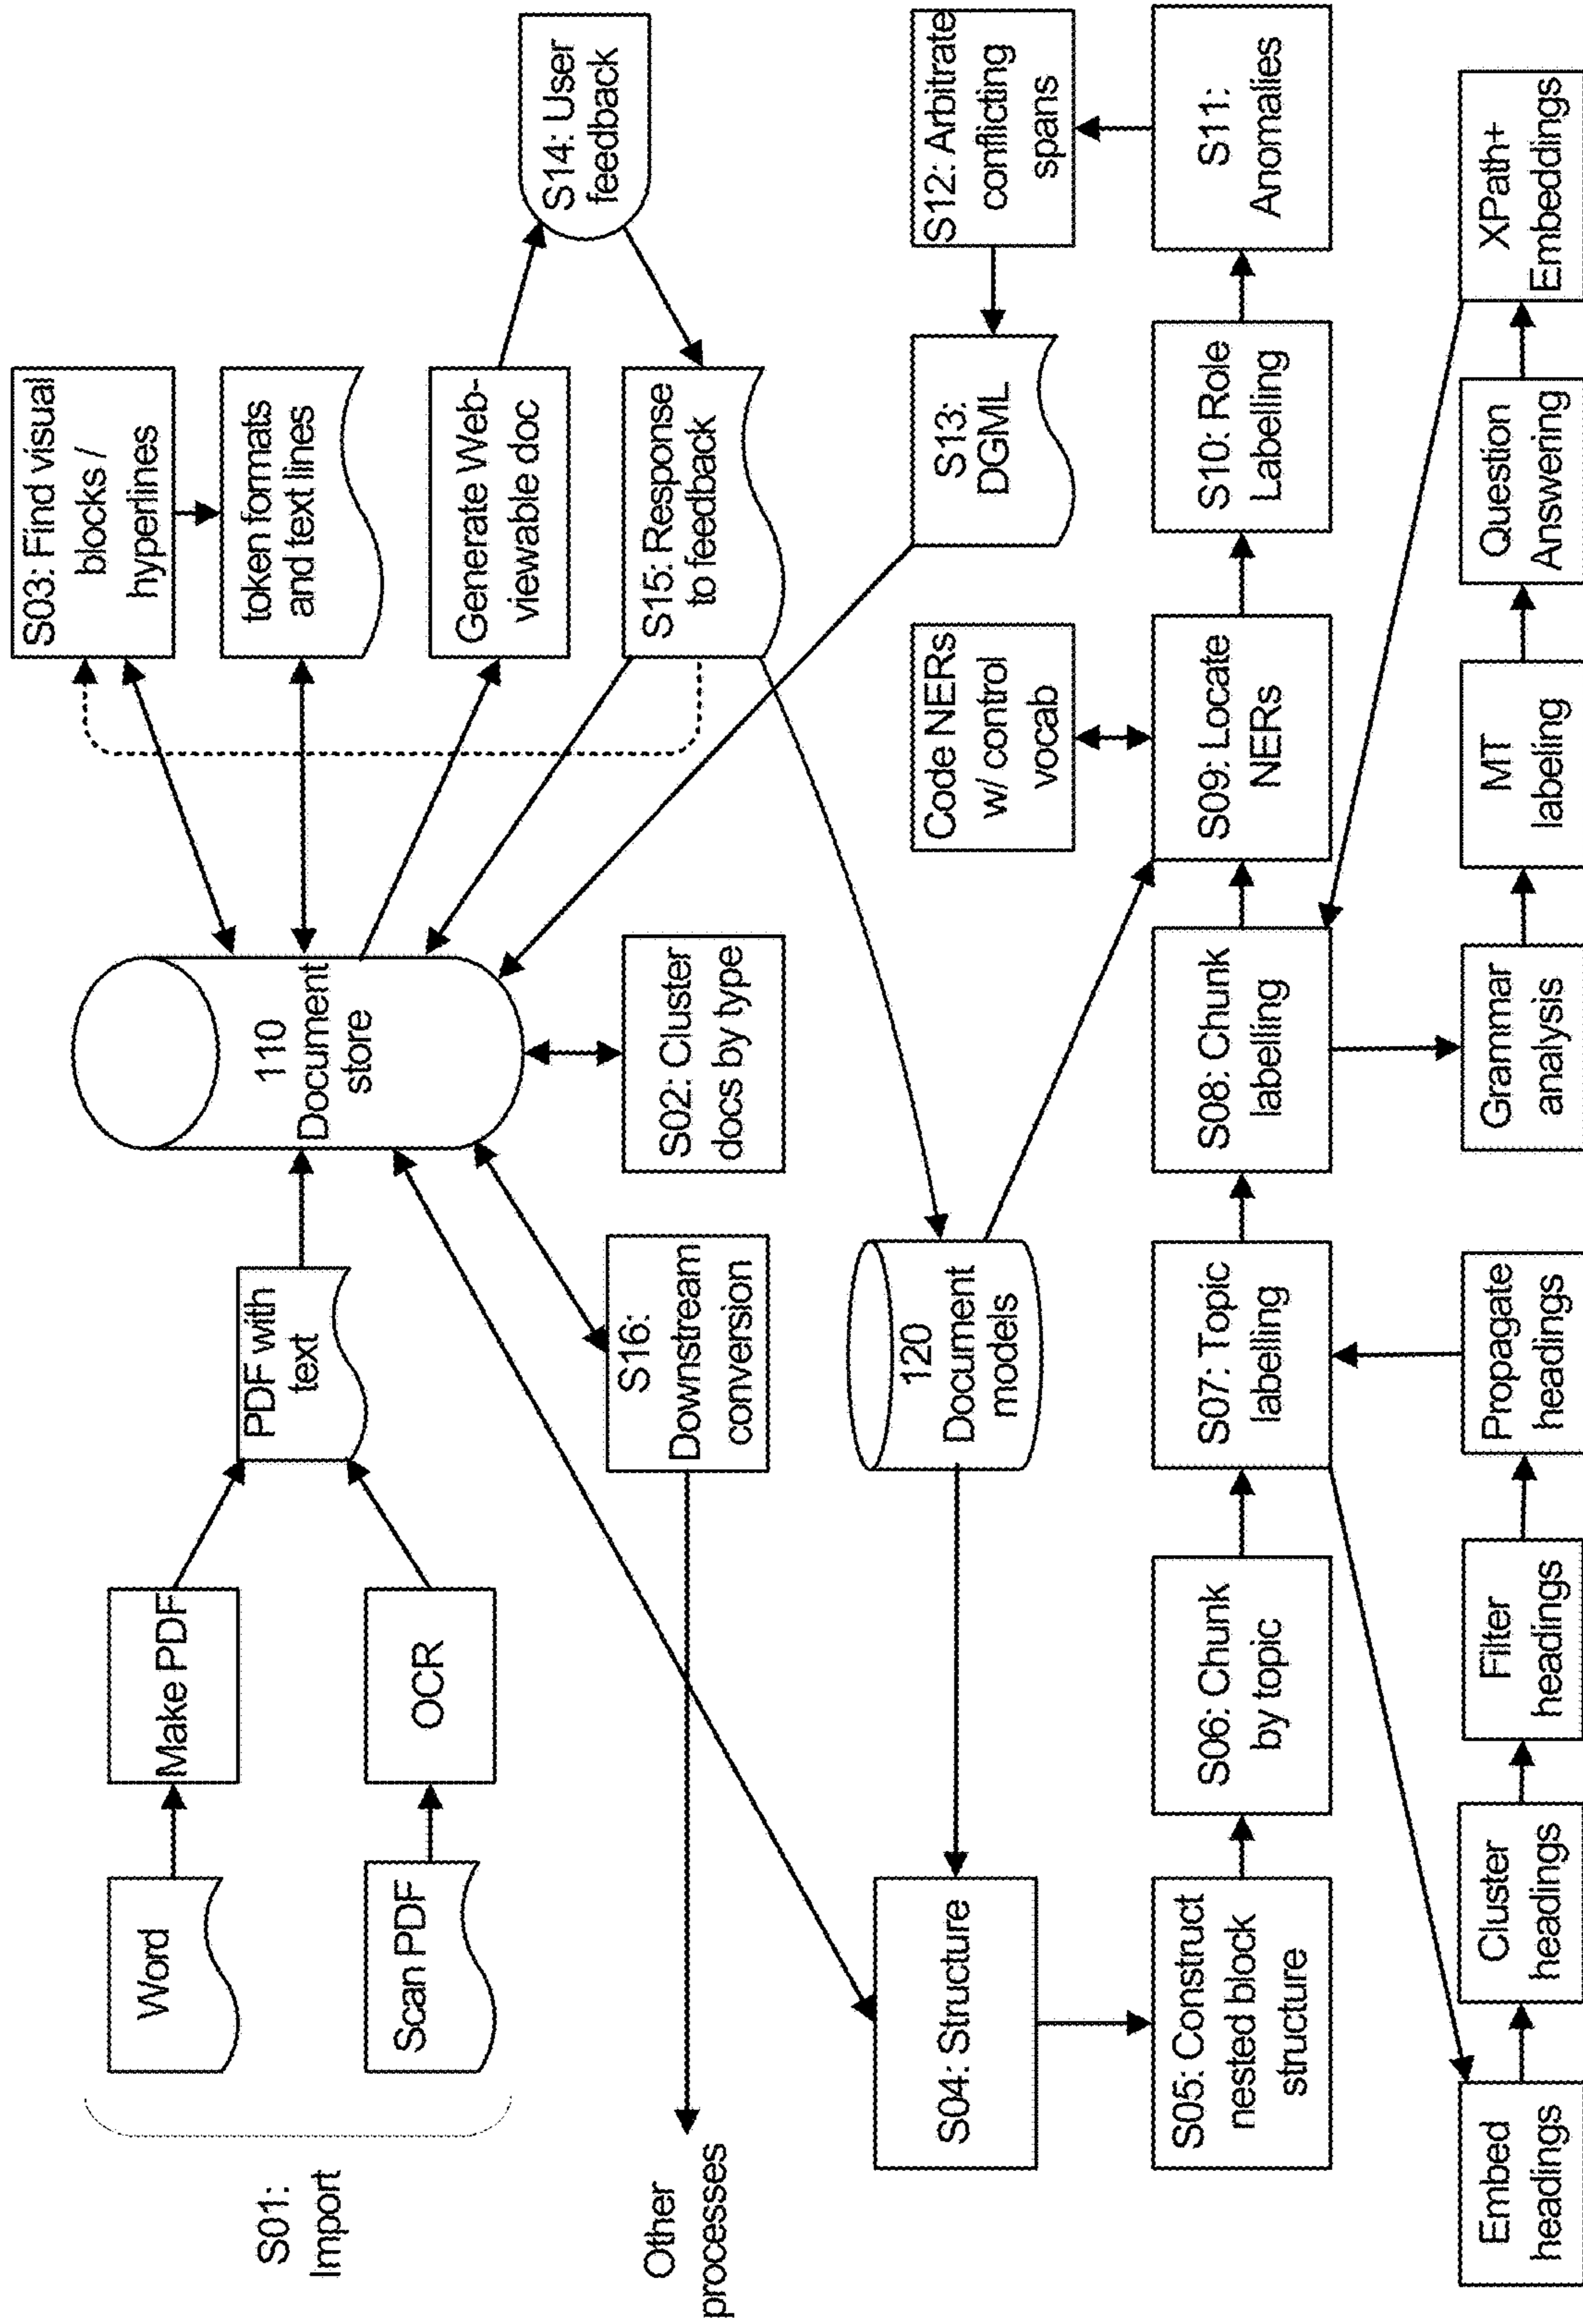 S01:
Import
Word
Make PDF
Scan PDF
OCR
PDF with
text
110
Document
store
S03: Find visual
blocks /
hyperlines
token formats
and text lines
Generate Web-
viewable doc
S14: User
feedback
S15: Response
to feedback
S02: Cluster
docs by type
S16:
Downstream
conversion
Other
processes
120
Document
models
Code NERs
w/ control
vocab
S13:
DGML
S12: Arbitrate
conflicting
spans
S04: Structure
S05: Construct
nested block
structure
S06: Chunk
by topic
S07: Topic
labelling
S08: Chunk
labelling
S09: Locate
NERs
S10: Role
Labelling
S11:
Anomalies
Embed
headings
Cluster
headings
Filter
headings
Propagate
headings
Grammar
analysis
MT
labeling
Question
Answering
XPath+
Embeddings